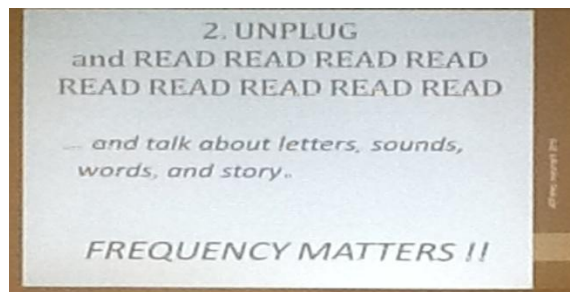 2. UNPLUG
and READ READ READ READ
READ READ READ READ READ
... and talk about letters, sounds,
words, and story..
FREQUENCY MATTERS !!